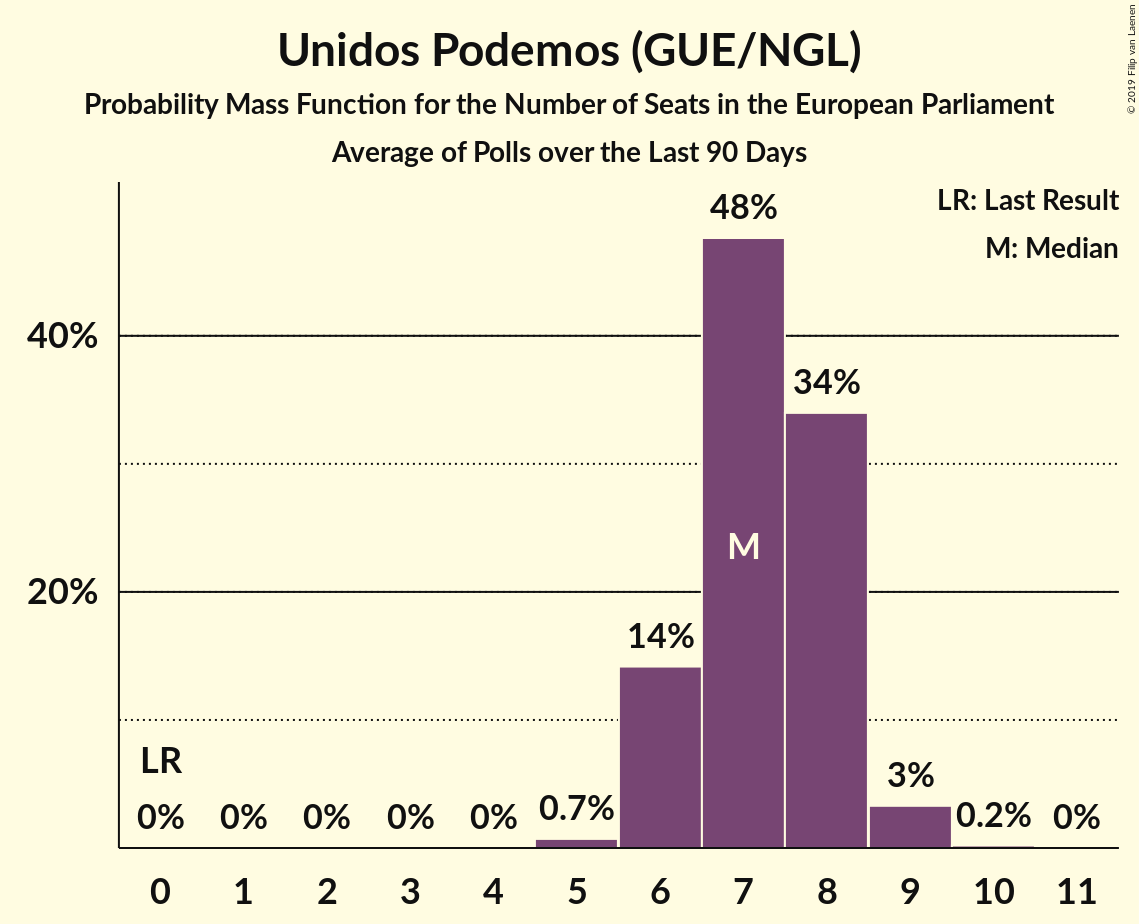 Unidos Podemos (GUE/NGL)
Probability Mass Function for the Number of Seats in the European Parliament
Average of Polls over the Last 90 Days
© 2019 Filip van Laenen
LR: Last Result
M: Median
48%
40%
34%
M
20%
14%
LR
0% 0% 0% 0% 0% 0.7% 3% 0.2% 0%
0 1 2 3 4 5 6 7 8 9 10 11